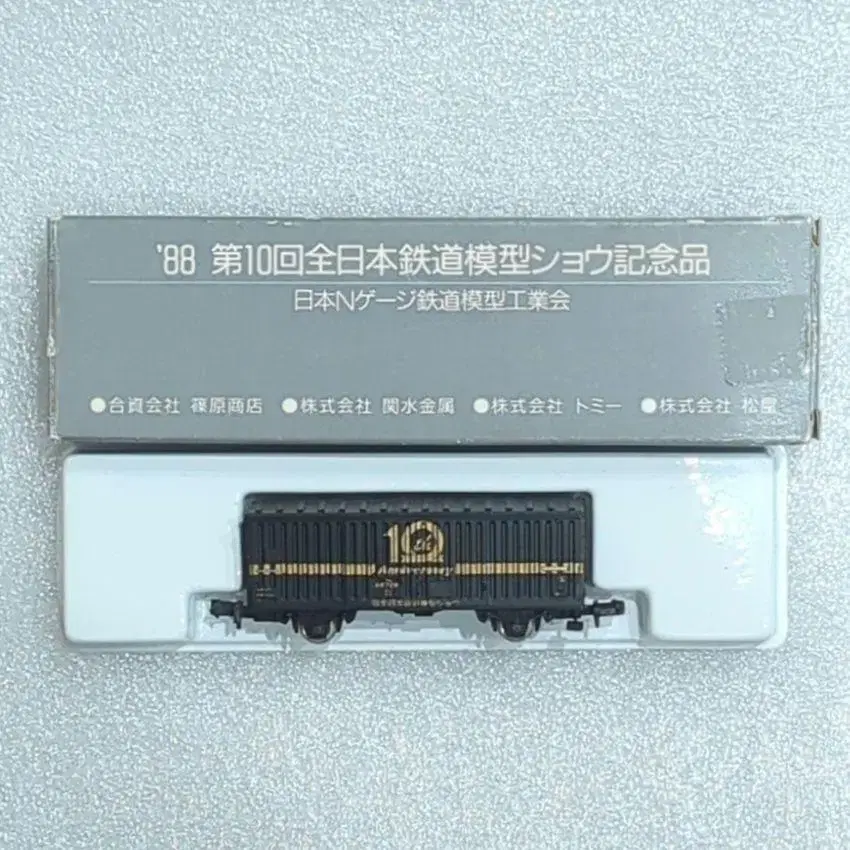 '88 第10回全日本鉄道模型ショウ記念品
日本Nゲージ鉄道模型工業会
●合資会社 篠原商店 ●株式会社 関水金属 ●株式会社 トミー ●株式会社 松屋
10th
Anniversary